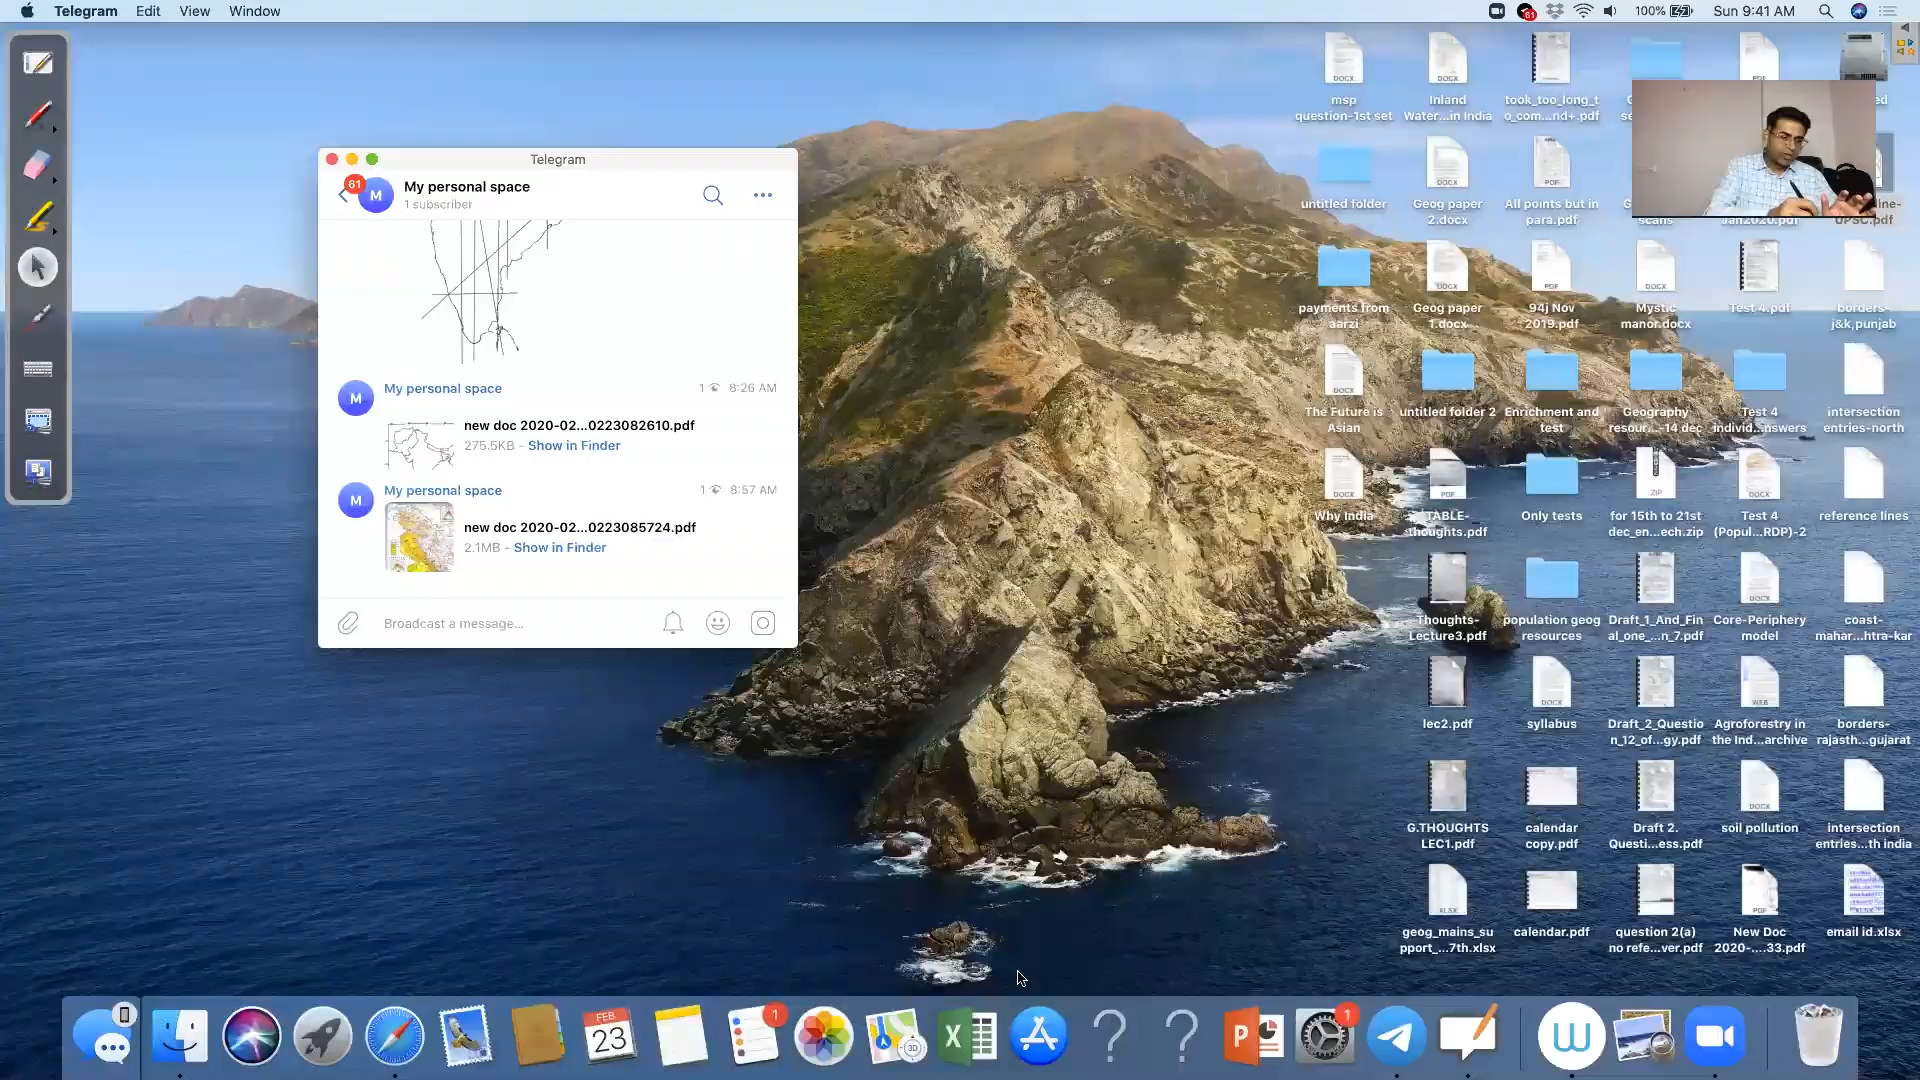 Telegram Edit View Window
61
100% Sun 9:41 AM
Telegram
61
M
My personal space
1 subscriber
M
My personal space
1 8:26 AM
new doc 2020-02...0223082610.pdf
275.5KB - Show in Finder
M
My personal space
1 8:57 AM
new doc 2020-02...0223085724.pdf
2.1MB - Show in Finder
Broadcast a message...
msp
question-1st set
Inland
Water...in India
took_too_long_t
o_com...nd+.pdf
untitled folder
Geog paper
2.docx
All points but in
para.pdf
scans
Jan2020.pdf
UPSC.pdf
payments from
aarzi
Geog paper
1.docx
94j Nov
2019.pdf
Mystic
manor.docx
Test 4.pdf
borders-
j&k,punjab
The Future is
Asian
untitled folder 2
Enrichment and
test
Geography
resour...-14 dec
Test 4
individ...nswers
intersection
entries-north
Why India
TABLE-
thoughts.pdf
Only tests
for 15th to 21st
dec_en...ech.zip
Test 4
(Popul...RDP)-2
reference lines
Thoughts-
Lecture3.pdf
population geog
resources
Draft_1_And_Fin
al_one_...n_7.pdf
Core-Periphery
model
coast-
mahar...htra-kar
lec2.pdf
syllabus
Draft_2_Questio
n_12_of...gy.pdf
Agroforestry in
the Ind...archive
borders-
rajasth...gujarat
G.THOUGHTS
LEC1.pdf
calendar
copy.pdf
Draft 2.
Questi...ess.pdf
soil pollution
intersection
entries...th india
geog_mains_su
pport_...7th.xlsx
calendar.pdf
question 2(a)
no refe...ver.pdf
New Doc
2020-....33.pdf
email id.xlsx
FEB
23
1
3D
X
P
1
W